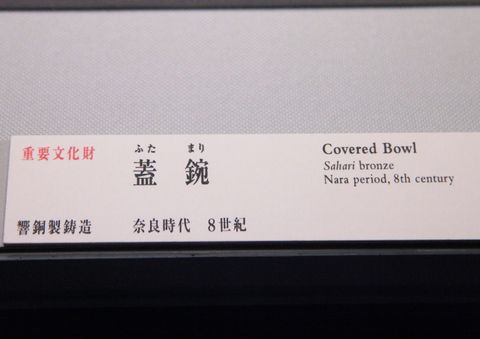 重要文化財
ふた まり
蓋 鋺
響銅製鋳造
奈良時代 8世紀
Covered Bowl
Sahari bronze
Nara period, 8th century